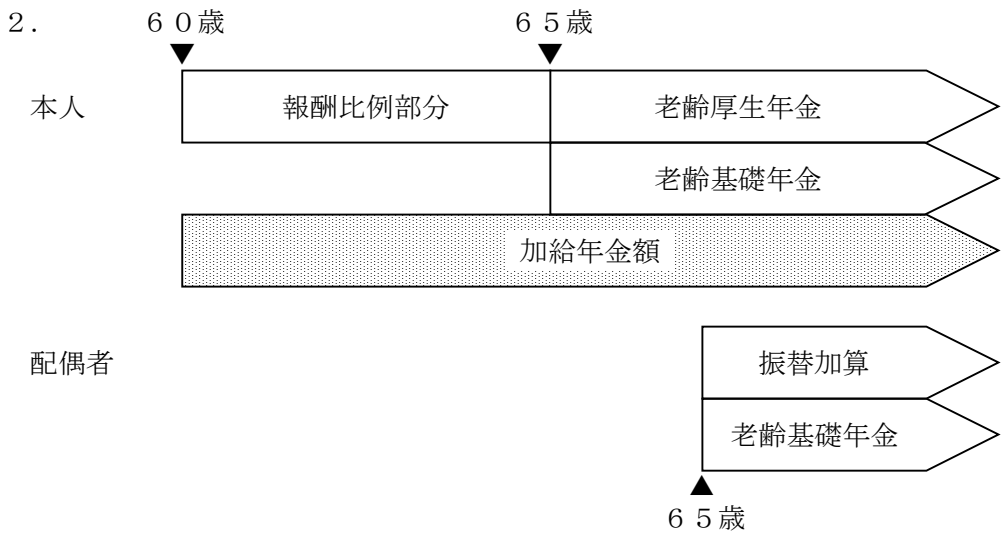 ２．
６０歳
６５歳
本人
報酬比例部分
老齢厚生年金
老齢基礎年金
加給年金額
配偶者
振替加算
老齢基礎年金
６５歳